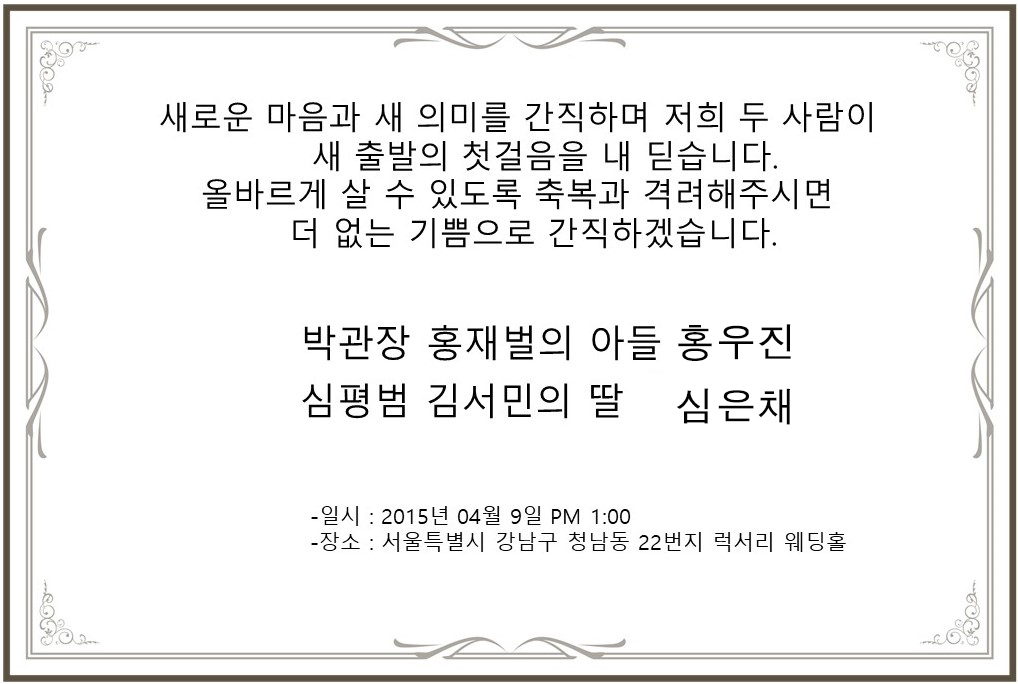 새로운 마음과 새 의미를 간직하며 저희 두 사람이
새 출발의 첫걸음을 내 딛습니다.
올바르게 살 수 있도록 축복과 격려해주시면
더 없는 기쁨으로 간직하겠습니다.
박관장 홍재벌의 아들 홍우진
심평범 김서민의 딸 심은채
-일시 : 2015년 04월 9일 PM 1:00
-장소 : 서울특별시 강남구 청남동 22번지 럭서리 웨딩홀